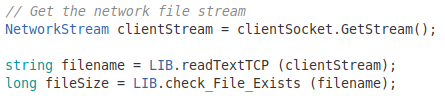 // Get the network file stream
NetworkStream clientStream = clientSocket.GetStream();
string filename = LIB.readTextTCP (clientStream);
long fileSize = LIB.check_File_Exists (filename);